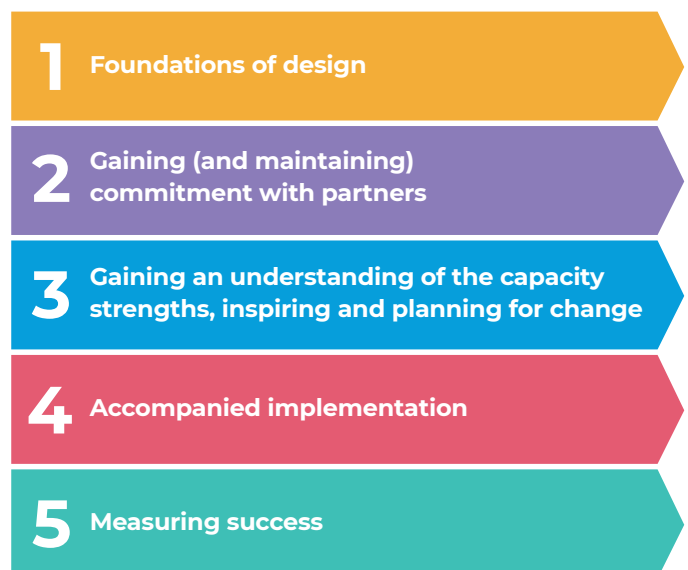 1 Foundations of design
2 Gaining (and maintaining)
commitment with partners
3 Gaining an understanding of the capacity
strengths, inspiring and planning for change
4 Accompanied implementation
5 Measuring success